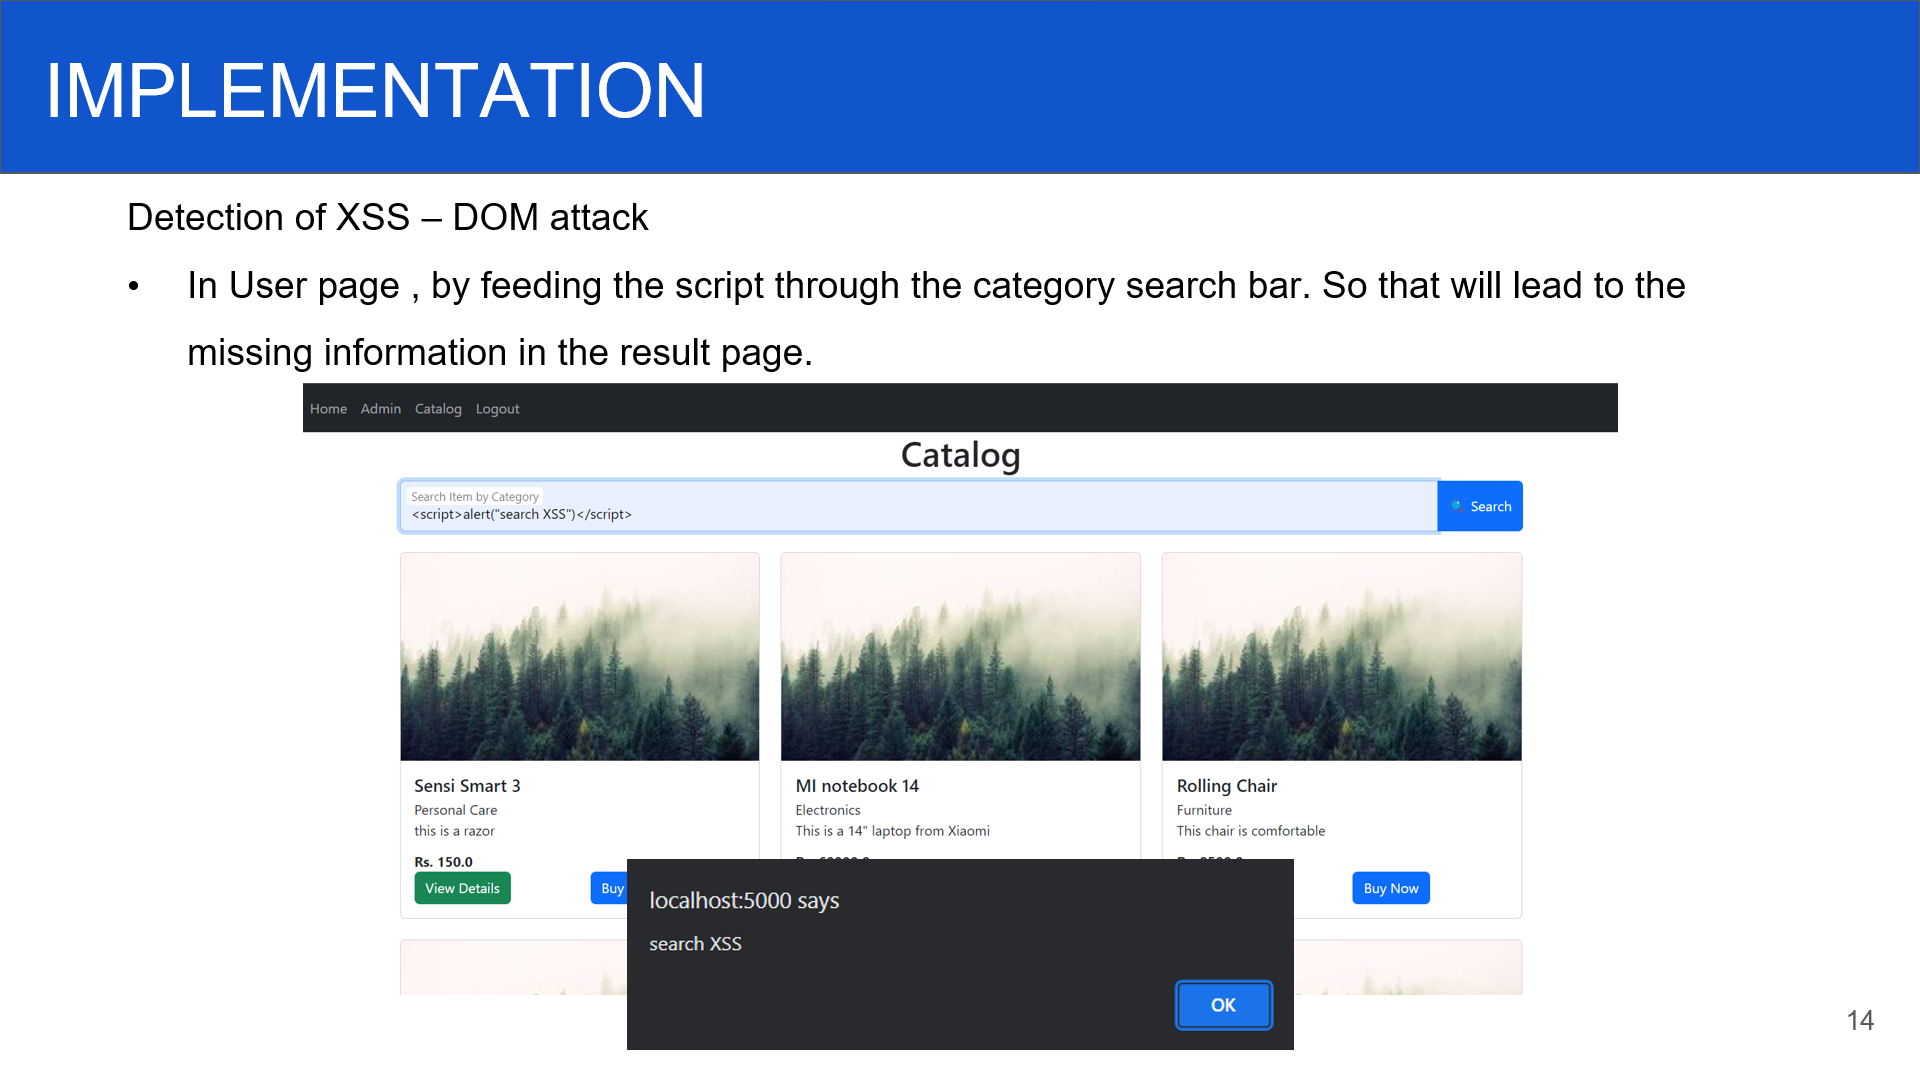 IMPLEMENTATION
Detection of XSS – DOM attack
• In User page , by feeding the script through the category search bar. So that will lead to the
missing information in the result page.
Home Admin Catalog Logout
Catalog
Search Item by Category
<script>alert("search XSS")</script>
Search
Sensi Smart 3
Personal Care
this is a razor
Rs. 150.0
View Details
Buy
MI notebook 14
Electronics
This is a 14" laptop from Xiaomi
Rolling Chair
Furniture
This chair is comfortable
Buy Now
localhost:5000 says
search XSS
OK
14